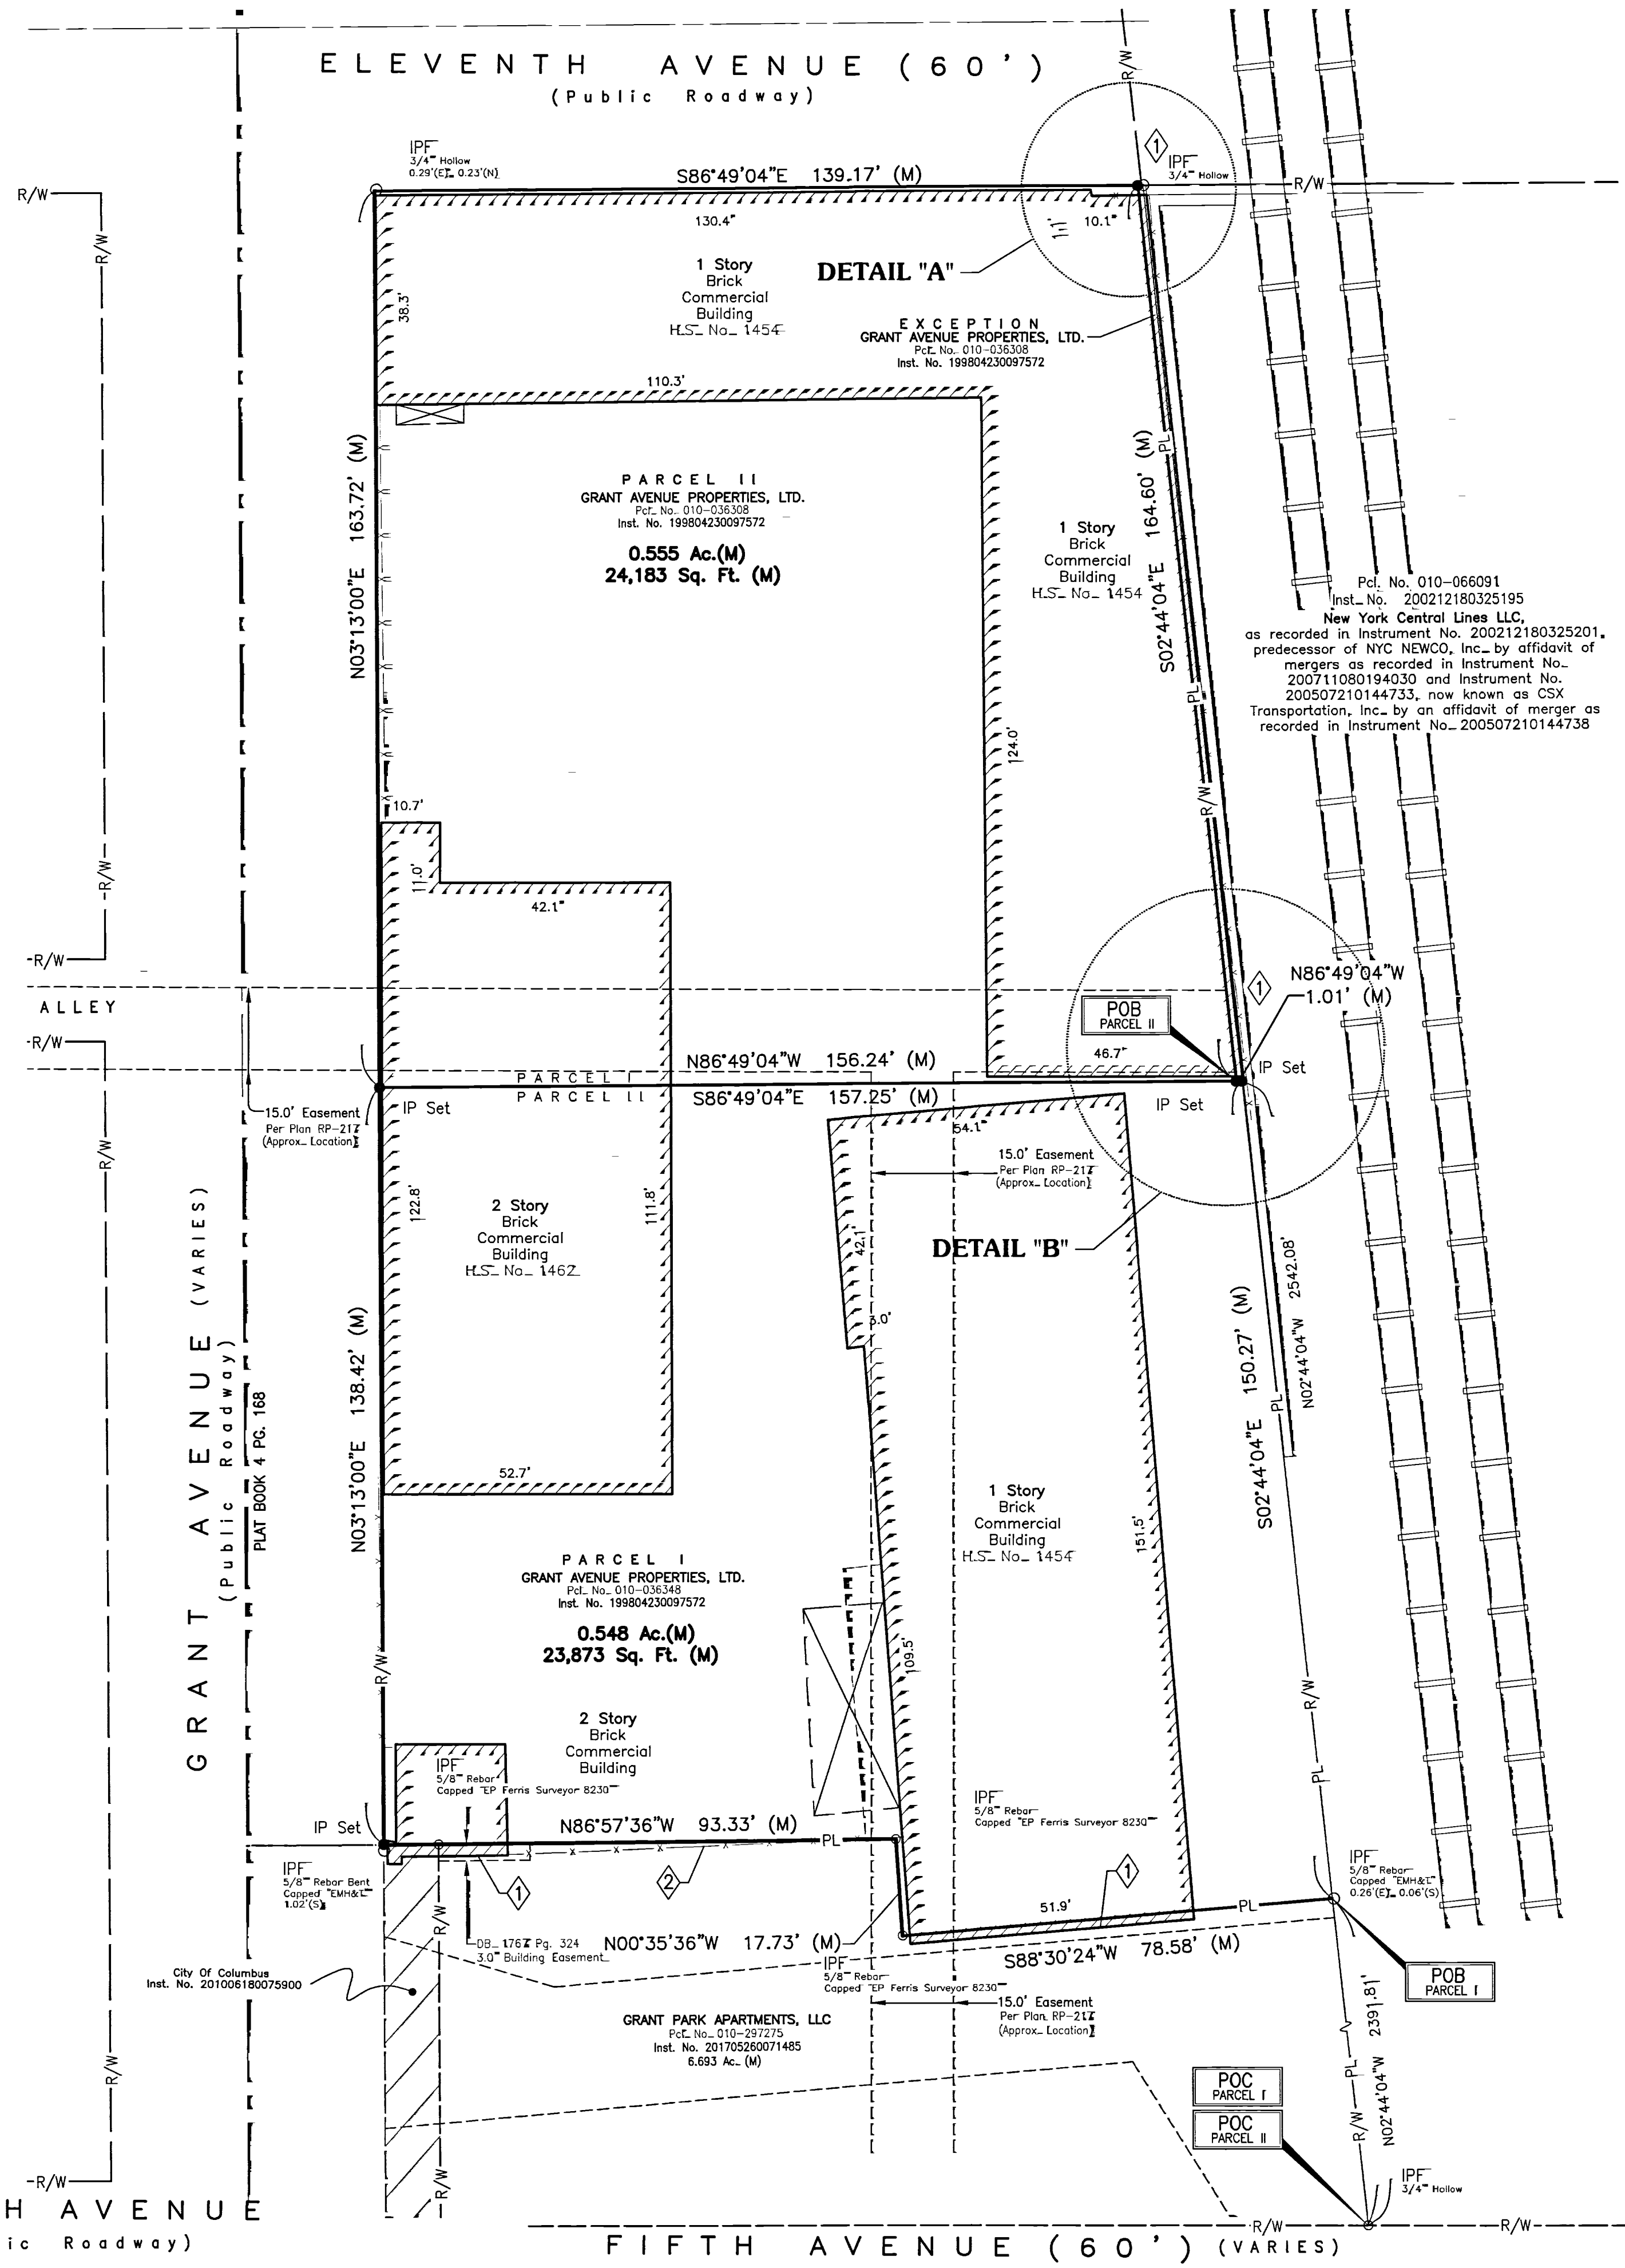 ELEVENTH AVENUE (60')
(Public Roadway)
R/W
IPF
3/4" Hollow
0.29'(E), 0.23'(N)
S86°49'04"E 139.17' (M)
1
IPF
3/4" Hollow
R/W
R/W
R/W
130.4'
1.1'
10.1'
DETAIL "A"
38.3'
1 Story
Brick
Commercial
Building
H.S. No. 1454
EXCEPTION
GRANT AVENUE PROPERTIES, LTD.
Pcl. No. 010-036308
Inst. No. 199804230097572
110.3'
N03°13'00"E 163.72' (M)
PARCEL II
GRANT AVENUE PROPERTIES, LTD.
Pcl. No. 010-036308
Inst. No. 199804230097572
0.555 Ac.(M)
24,183 Sq. Ft. (M)
1 Story
Brick
Commercial
Building
H.S. No. 1454
S02°44'04"E 164.60' (M)
PL
PL
R/W
Pcl. No. 010-066091
Inst. No. 200212180325195
New York Central Lines LLC,
as recorded in Instrument No. 200212180325201,
predecessor of NYC NEWCO, Inc. by affidavit of
mergers as recorded in Instrument No.
200711080194030 and Instrument No.
200507210144733, now known as CSX
Transportation, Inc. by an affidavit of merger as
recorded in Instrument No. 200507210144738
124.0'
10.7'
11.0'
42.1'
R/W
R/W
ALLEY
R/W
N86°49'04"W
1.01' (M)
1
POB
PARCEL II
46.7'
N86°49'04"W 156.24' (M)
PARCEL I
PARCEL II
S86°49'04"E 157.25' (M)
IP Set
IP Set
IP Set
15.0' Easement
Per Plan RP-217
(Approx. Location)
R/W
54.1'
15.0' Easement
Per Plan RP-217
(Approx. Location)
122.8'
111.8'
2 Story
Brick
Commercial
Building
H.S. No. 1462
42.1'
3.0'
DETAIL "B"
N02°44'04"W 2542.08'
S02°44'04"E 150.27' (M)
PL
GRANT AVENUE (VARIES)
(Public Roadway)
PLAT BOOK 4 PG. 168
N03°13'00"E 138.42' (M)
52.7'
1 Story
Brick
Commercial
Building
H.S. No. 1454
151.5'
PARCEL I
GRANT AVENUE PROPERTIES, LTD.
Pcl. No. 010-036348
Inst. No. 199804230097572
0.548 Ac.(M)
23,873 Sq. Ft. (M)
109.5'
R/W
R/W
PL
2 Story
Brick
Commercial
Building
IPF
5/8" Rebar
Capped "EP Ferris Surveyor 8230"
IPF
5/8" Rebar
Capped "EP Ferris Surveyor 8230"
IP Set
N86°57'36"W 93.33' (M)
PL
IPF
5/8" Rebar Bent
Capped "EMH&T"
1.02'(S)
1
2
1
IPF
5/8" Rebar
Capped "EMH&T"
0.26'(E), 0.06'(S)
51.9'
PL
R/W
DB. 1767 Pg. 324
3.0' Building Easement
N00°35'36"W 17.73' (M)
S88°30'24"W 78.58' (M)
IPF
5/8" Rebar
Capped "EP Ferris Surveyor 8230"
City Of Columbus
Inst. No. 201006180075900
POB
PARCEL I
15.0' Easement
Per Plan RP-217
(Approx. Location)
GRANT PARK APARTMENTS, LLC
Pcl. No. 010-297275
Inst. No. 201705260071485
6.693 Ac. (M)
N02°44'04"W 2391.81'
R/W
PL
R/W
POC
PARCEL I
POC
PARCEL II
R/W
R/W
IPF
3/4" Hollow
H AVENUE
ic Roadway)
R/W
R/W
FIFTH AVENUE (60') (VARIES)